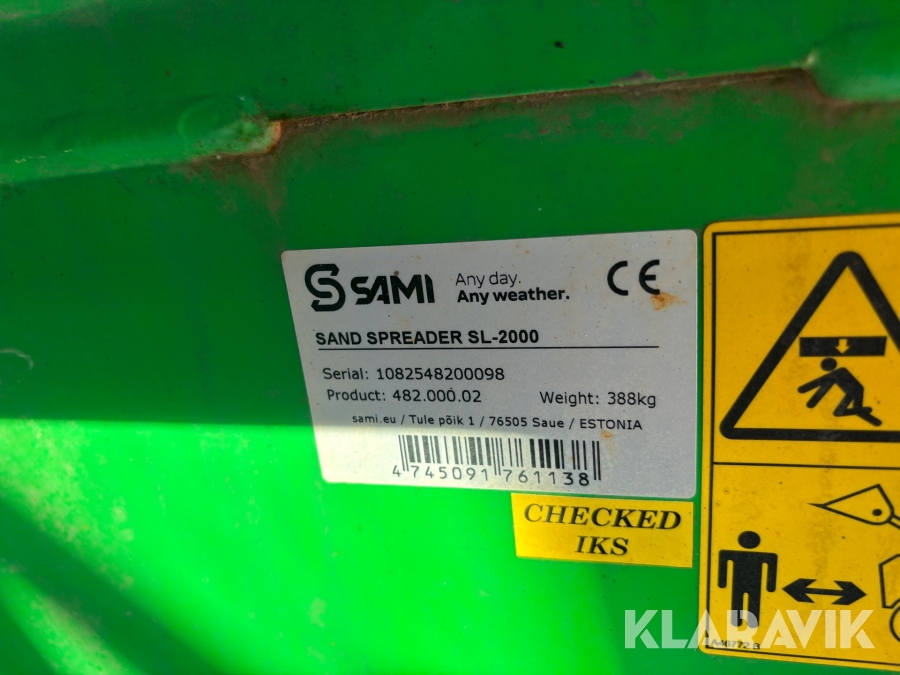 SAMI Any day.
Any weather.
CE
SAND SPREADER SL-2000
Serial: 1082548200098
Product: 482.000.02 Weight: 388kg
sami.eu / Tule põik 1 / 76505 Saue / ESTONIA
4 745091 761138
CHECKED
IKS
KLARAVIK